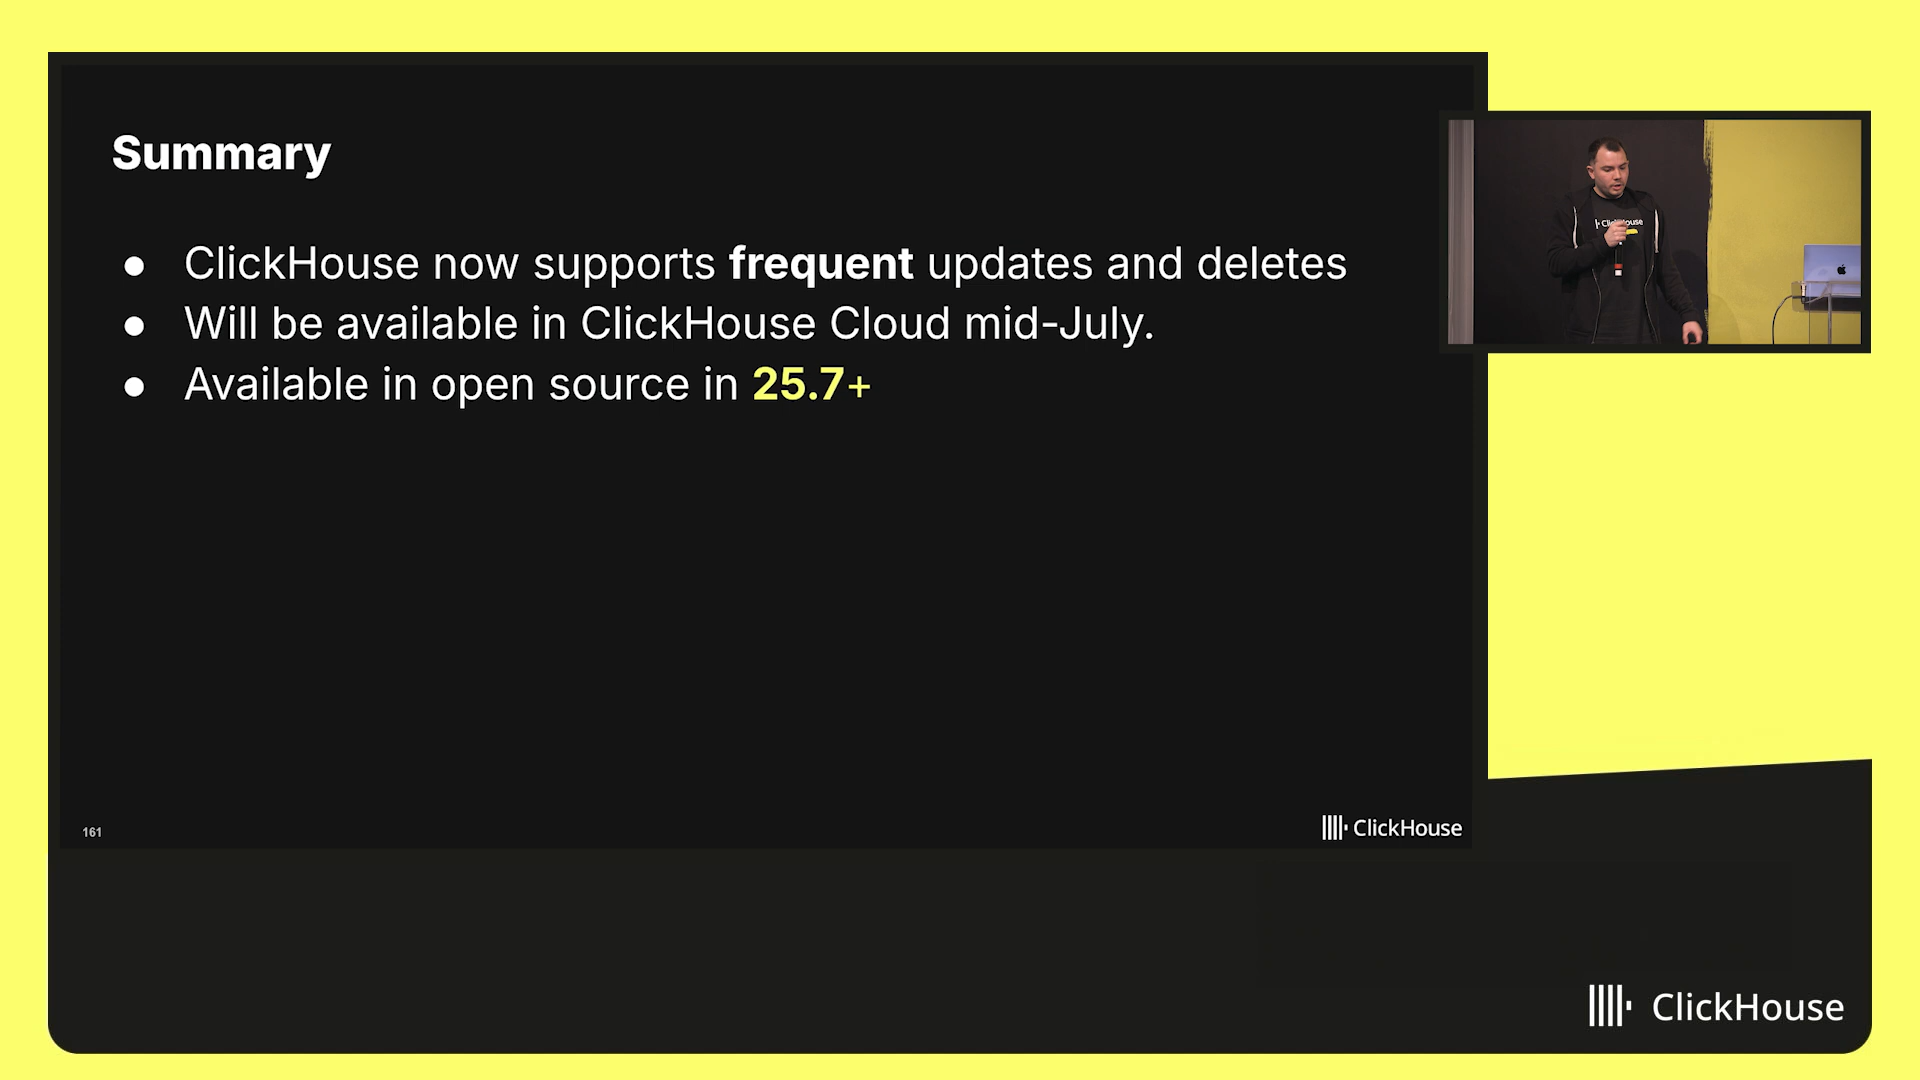 Summary
● ClickHouse now supports frequent updates and deletes
● Will be available in ClickHouse Cloud mid-July.
● Available in open source in 25.7+
ClickHouse
161
ClickHouse
ClickHouse